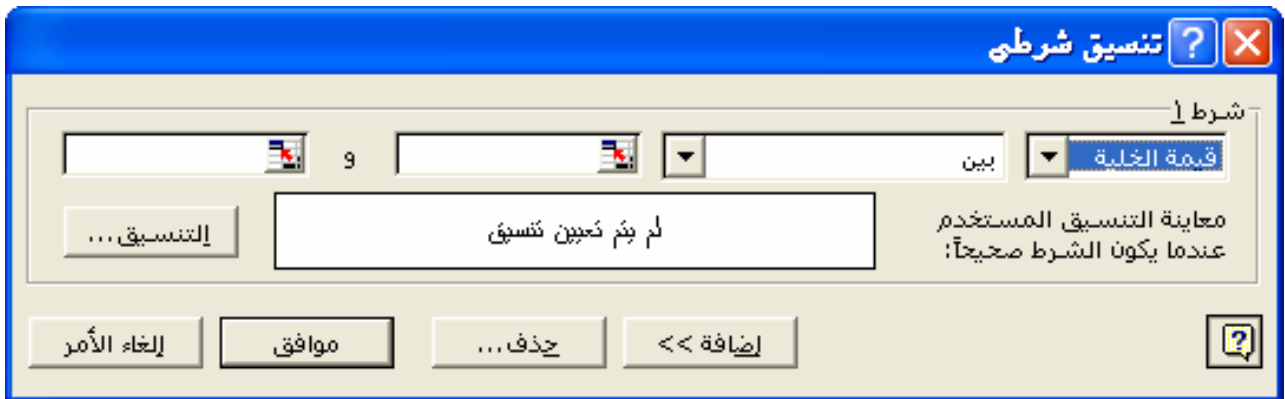 تنسيق شرطي
شرط 1
قيمة الخلية بين و
معاينة التنسيق المستخدم
عندما يكون الشرط صحيحاً:
لم يتم تعيين تنسيق
التنسيق...
إضافة >> حذف... موافق إلغاء الأمر